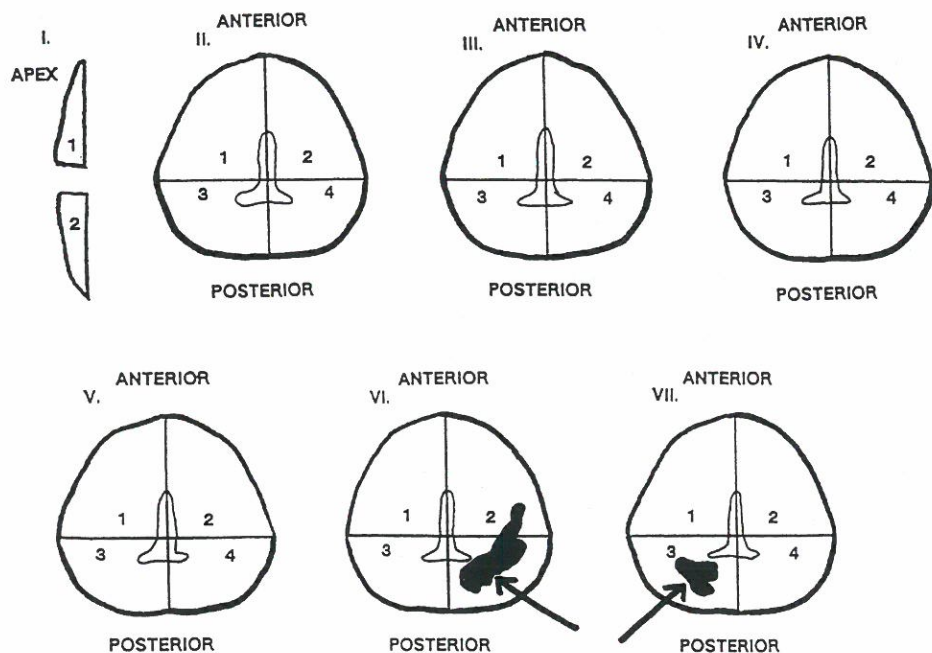 I.
APEX
1
2
II.
ANTERIOR
1 2
3 4
POSTERIOR
III.
ANTERIOR
1 2
3 4
POSTERIOR
IV.
ANTERIOR
1 2
3 4
POSTERIOR
V.
ANTERIOR
1 2
3 4
POSTERIOR
VI.
ANTERIOR
1 2
3
POSTERIOR
VII.
ANTERIOR
1 2
3 4
POSTERIOR